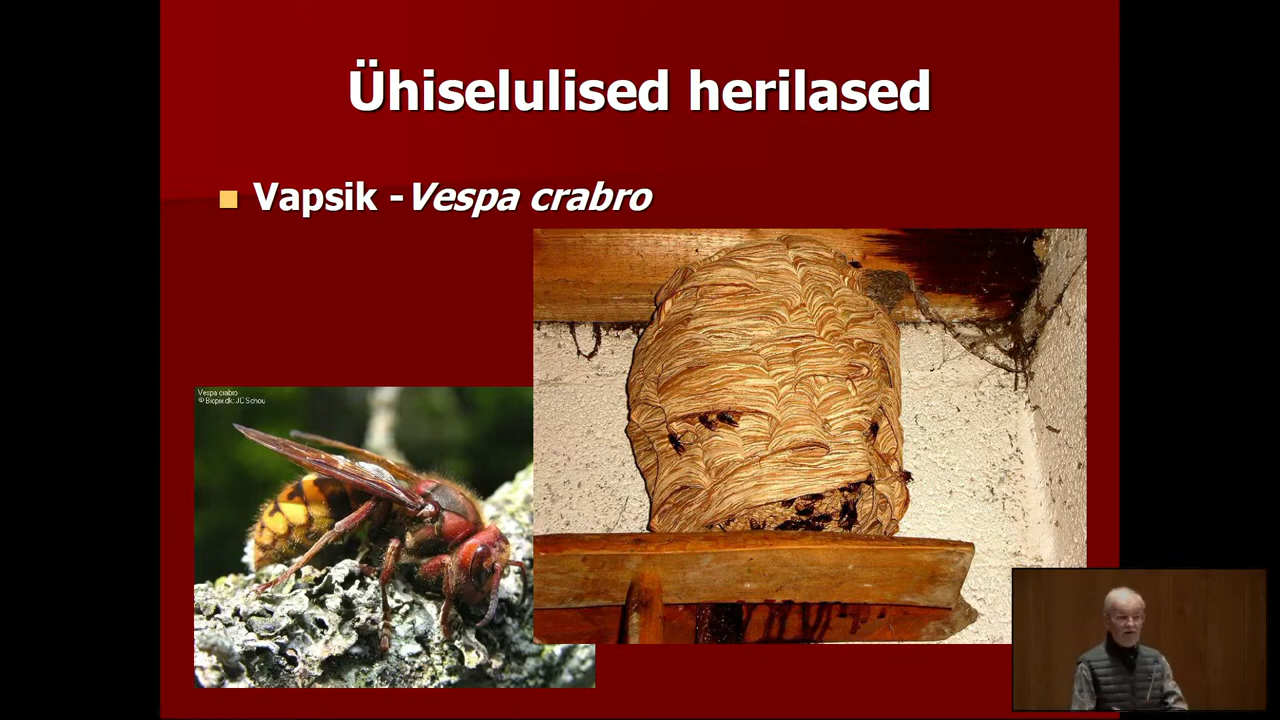 Ühiselulised herilased
Vapsik - Vespa crabro
Vespa crabro
© Biopix.dk: JC Schou